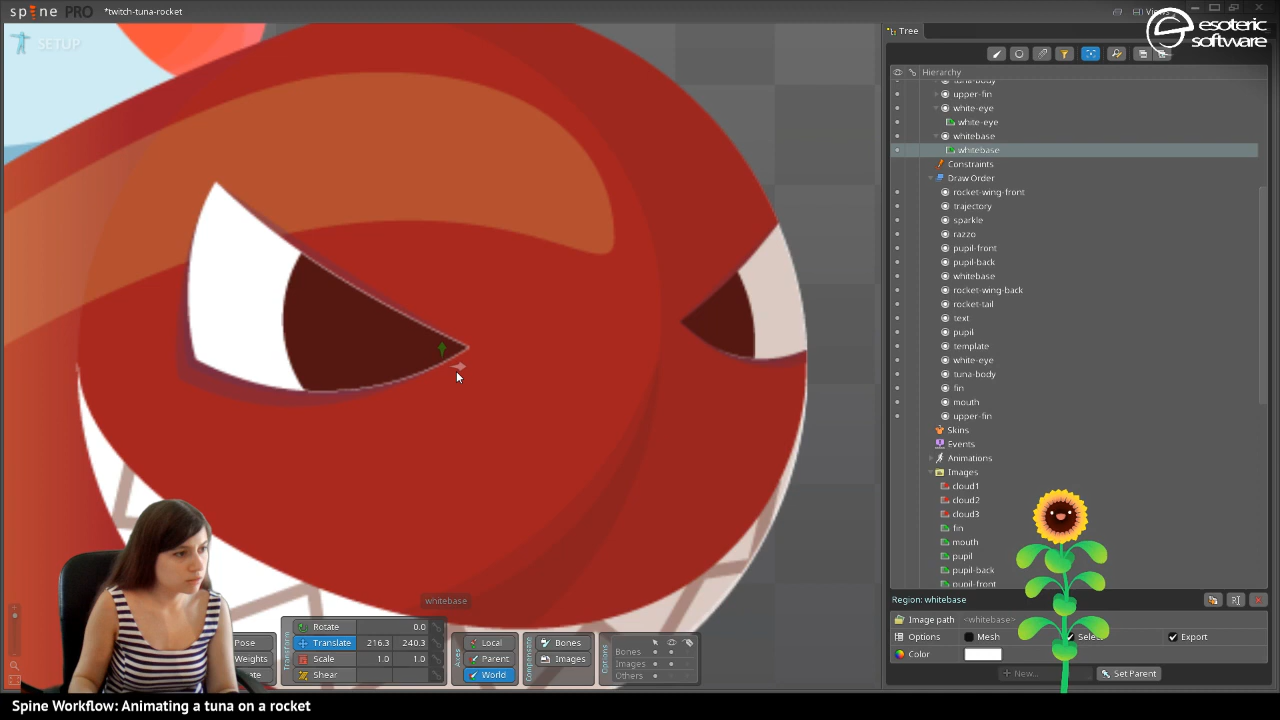 spine PRO *twitch-tuna-rocket
Views
esoteric
software
SETUP
Tree
Hierarchy
tuna-body
upper-fin
white-eye
white-eye
whitebase
whitebase
Constraints
Draw Order
rocket-wing-front
trajectory
sparkle
razzo
pupil-front
pupil-back
whitebase
rocket-wing-back
rocket-tail
text
pupil
template
white-eye
tuna-body
fin
mouth
upper-fin
Skins
Events
Animations
Images
cloud1
cloud2
cloud3
fin
mouth
pupil
pupil-back
pupil-front
whitebase
Region: whitebase
Image path <whitebase>
Options Mesh Select Export
Color
New... Set Parent
Pose
Weights
Transform
Rotate 0.0
Translate 216.3 240.3
Scale 1.0 1.0
Shear
Axes
Local
Parent
World
Compensate
Bones
Images
Options
Bones
Images
Others
Spine Workflow: Animating a tuna on a rocket